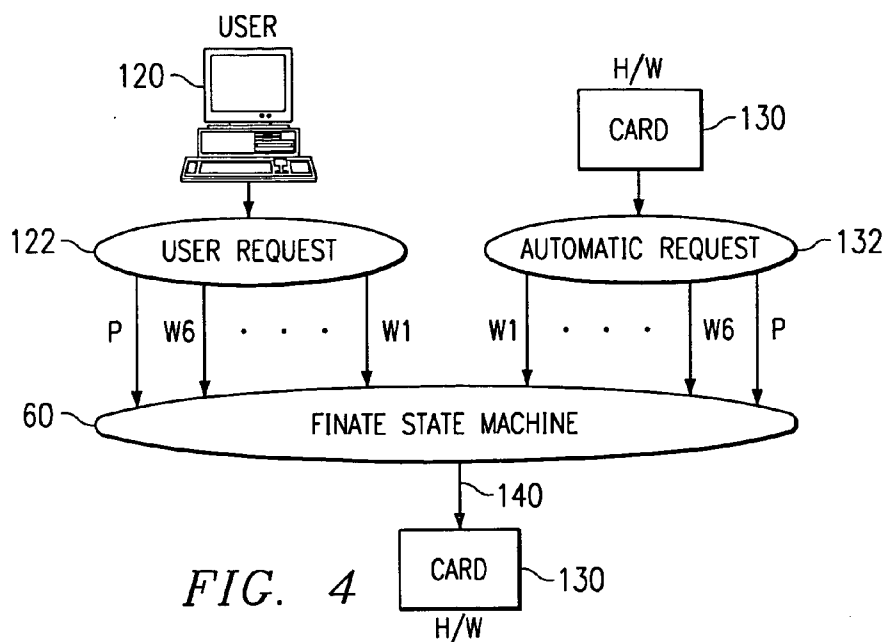 USER
120
H/W
CARD
130
122
USER REQUEST
AUTOMATIC REQUEST
132
P W6 . . . W1
W1 . . . W6 P
60
FINATE STATE MACHINE
140
CARD
130
H/W
FIG. 4